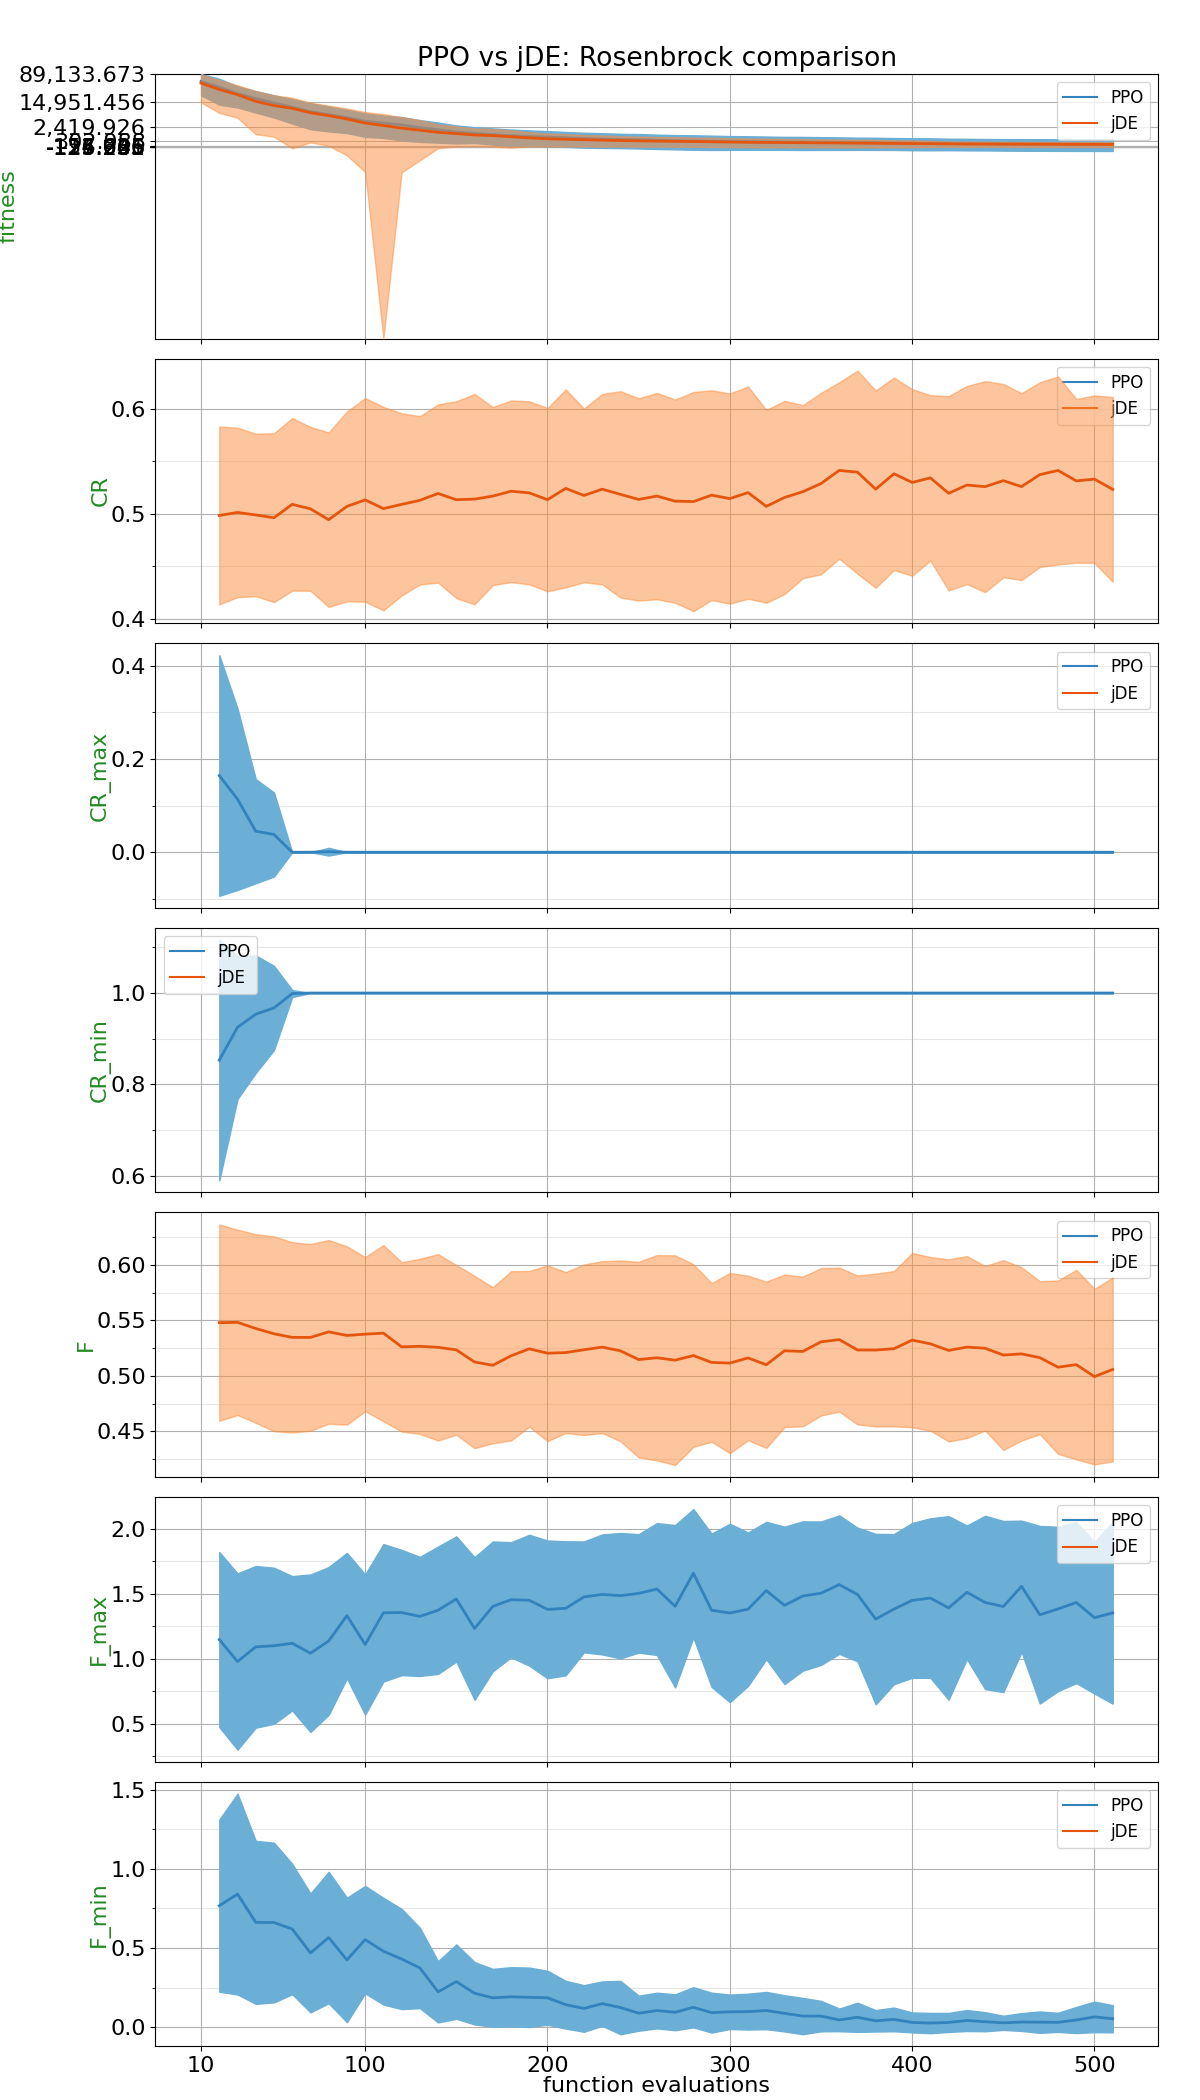 PPO vs jDE: Rosenbrock comparison
89,133.673
14,951.456
2,419.926
fitness
PPO
jDE
0.6
0.5
0.4
CR
PPO
jDE
0.4
0.2
0.0
CR_max
PPO
jDE
1.0
0.8
0.6
CR_min
PPO
jDE
0.60
0.55
0.50
0.45
F
PPO
jDE
2.0
1.5
1.0
0.5
F_max
PPO
jDE
1.5
1.0
0.5
0.0
F_min
PPO
jDE
10 100 200 300 400 500
function evaluations